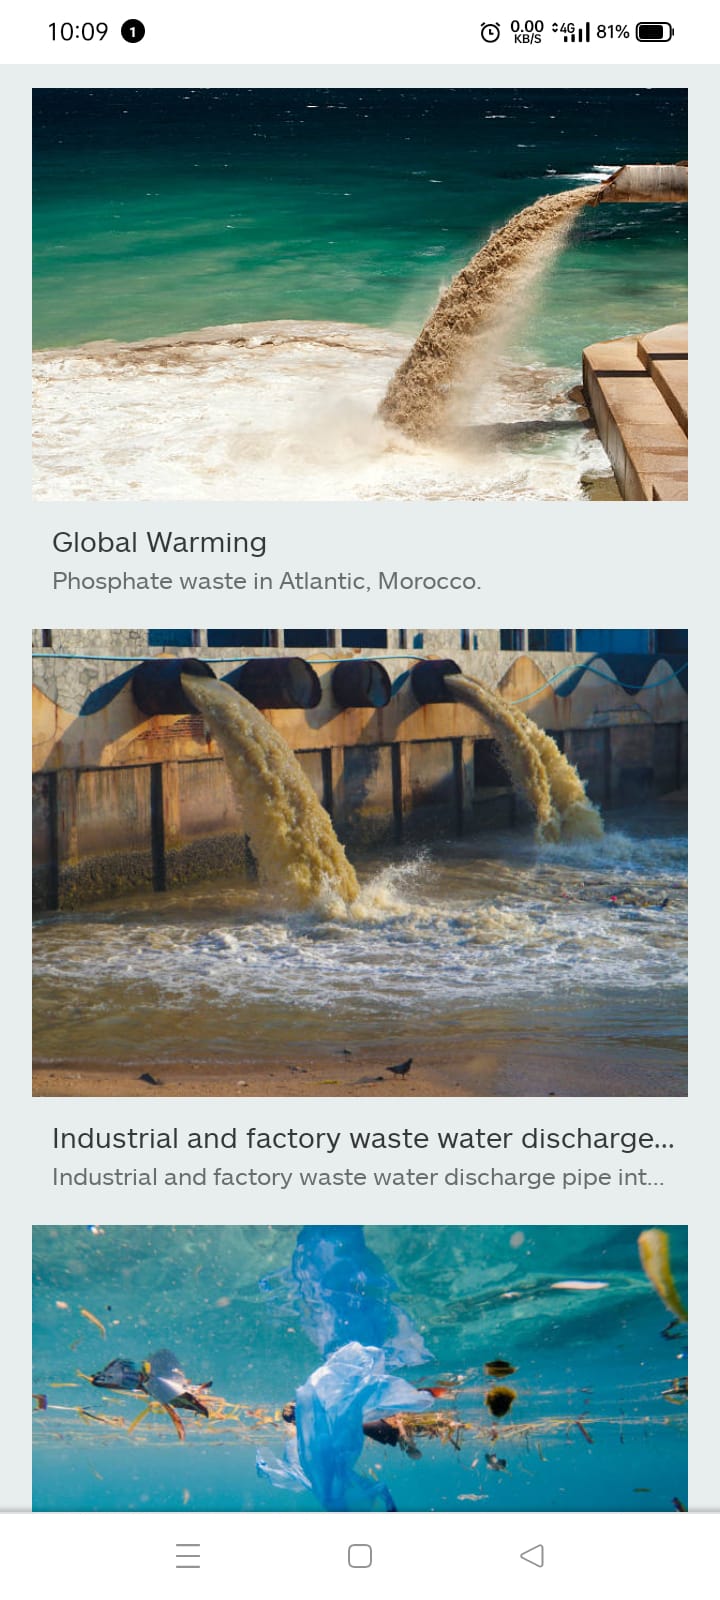 10:09 1 0.00 KB/S 4G 81%
Global Warming
Phosphate waste in Atlantic, Morocco.
Industrial and factory waste water discharge...
Industrial and factory waste water discharge pipe int...